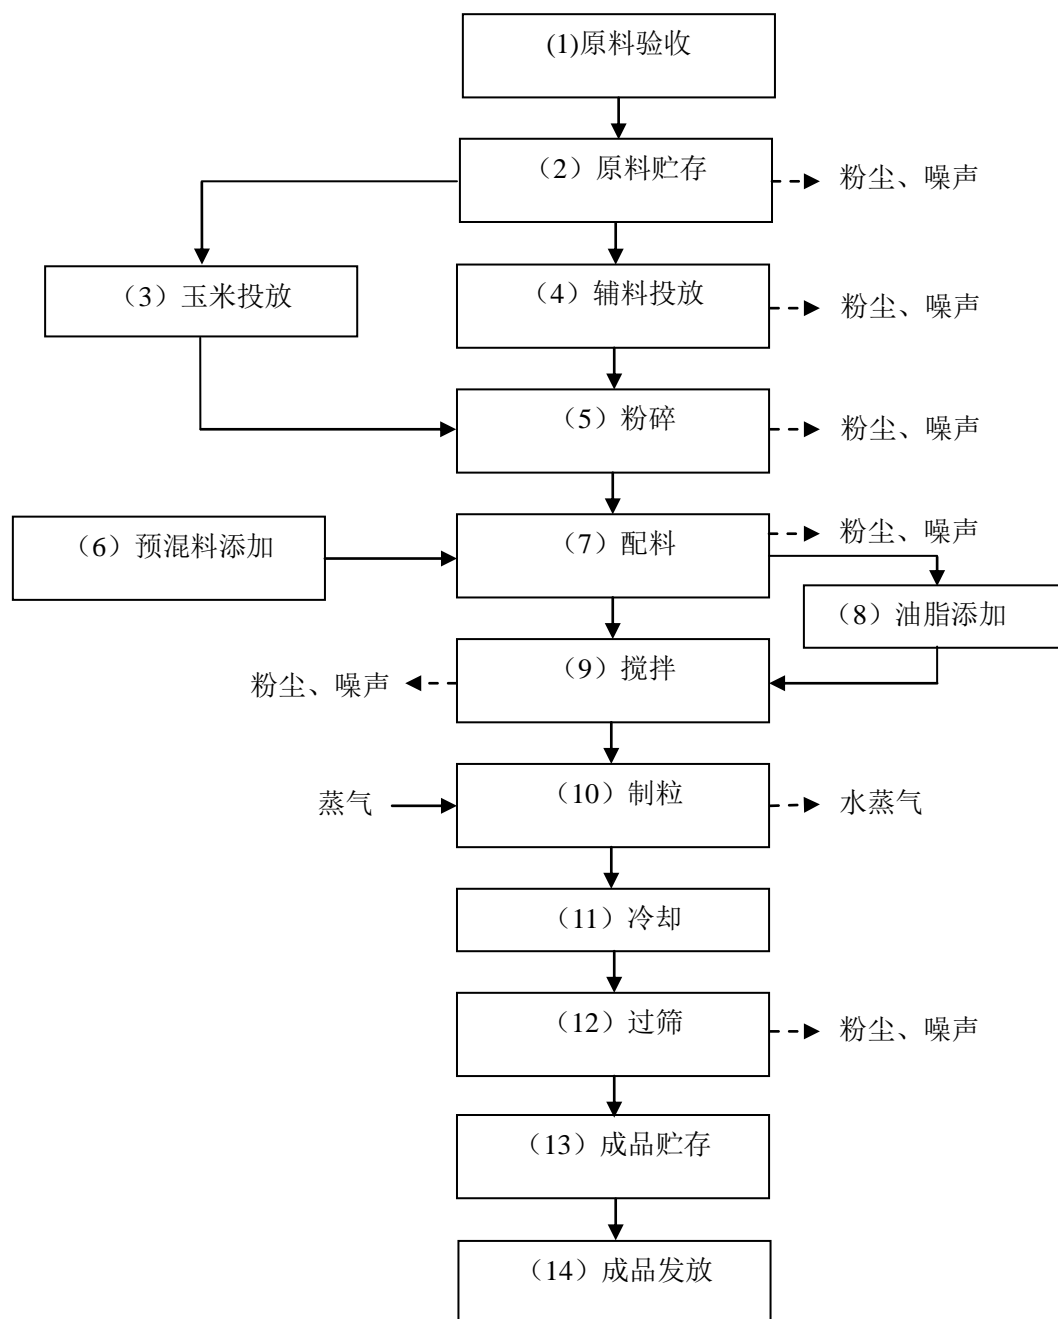 (1)原料验收
（2）原料贮存
粉尘、噪声
（3）玉米投放
（4）辅料投放
粉尘、噪声
（5）粉碎
粉尘、噪声
（6）预混料添加
（7）配料
粉尘、噪声
（8）油脂添加
粉尘、噪声
（9）搅拌
蒸气
（10）制粒
水蒸气
（11）冷却
（12）过筛
粉尘、噪声
（13）成品贮存
（14）成品发放